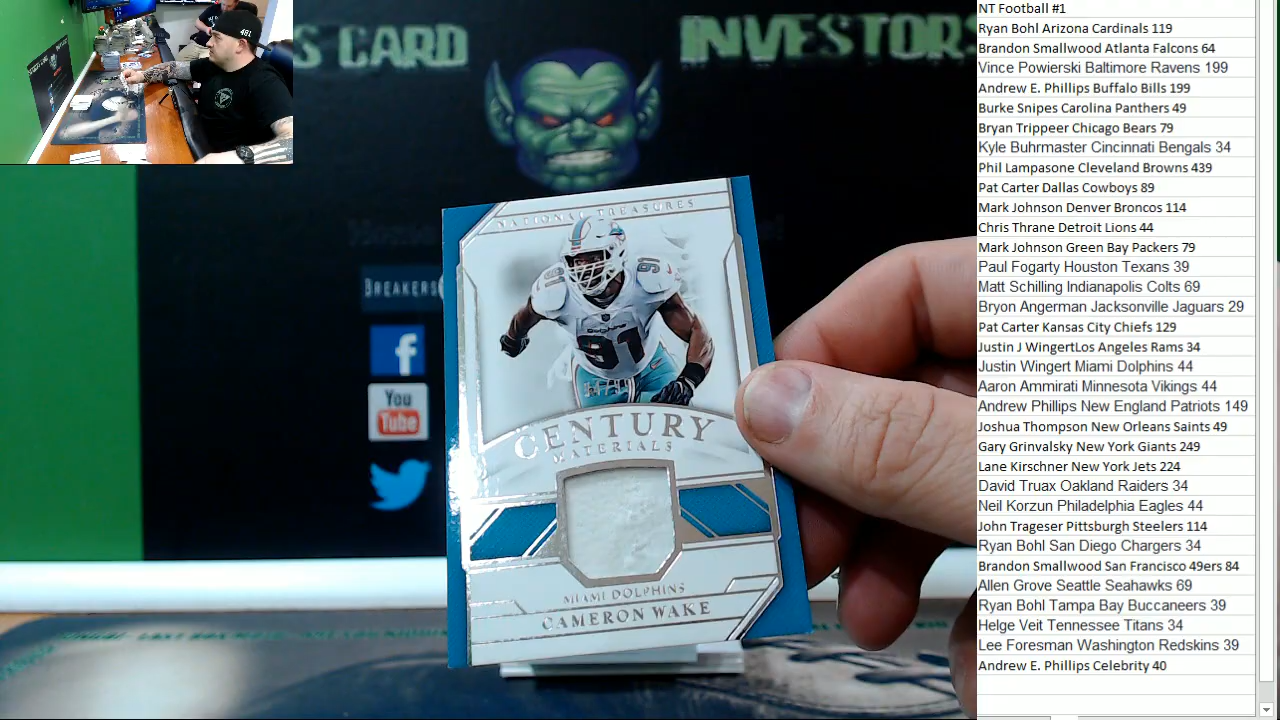 481
S CARD
INVESTORS
BREAKERS
You
Tube
NATIONAL TREASURES
91
91
CENTURY
MATERIALS
MIAMI DOLPHINS
CAMERON WAKE
NT Football #1
Ryan Bohl Arizona Cardinals 119
Brandon Smallwood Atlanta Falcons 64
Vince Powierski Baltimore Ravens 199
Andrew E. Phillips Buffalo Bills 199
Burke Snipes Carolina Panthers 49
Bryan Trippeer Chicago Bears 79
Kyle Buhrmaster Cincinnati Bengals 34
Phil Lampasone Cleveland Browns 439
Pat Carter Dallas Cowboys 89
Mark Johnson Denver Broncos 114
Chris Thrane Detroit Lions 44
Mark Johnson Green Bay Packers 79
Paul Fogarty Houston Texans 39
Matt Schilling Indianapolis Colts 69
Bryon Angerman Jacksonville Jaguars 29
Pat Carter Kansas City Chiefs 129
Justin J WingertLos Angeles Rams 34
Justin Wingert Miami Dolphins 44
Aaron Ammirati Minnesota Vikings 44
Andrew Phillips New England Patriots 149
Joshua Thompson New Orleans Saints 49
Gary Grinvalsky New York Giants 249
Lane Kirschner New York Jets 224
David Truax Oakland Raiders 34
Neil Korzun Philadelphia Eagles 44
John Trageser Pittsburgh Steelers 114
Ryan Bohl San Diego Chargers 34
Brandon Smallwood San Francisco 49ers 84
Allen Grove Seattle Seahawks 69
Ryan Bohl Tampa Bay Buccaneers 39
Helge Veit Tennessee Titans 34
Lee Foresman Washington Redskins 39
Andrew E. Phillips Celebrity 40